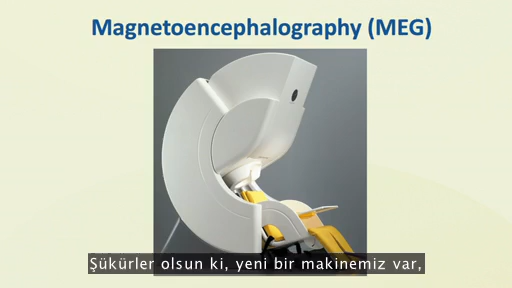 Magnetoencephalography (MEG)
Şükürler olsun ki, yeni bir makinemiz var,